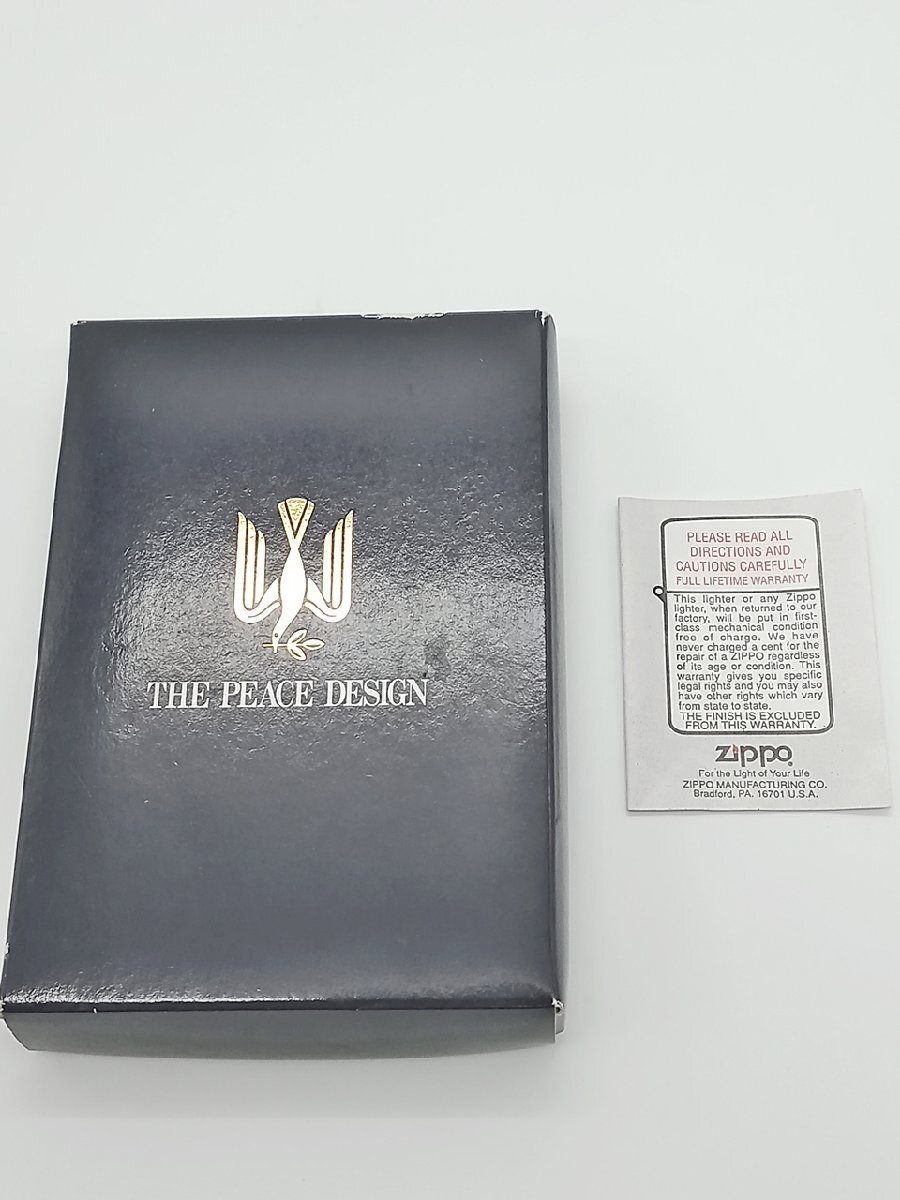 THE PEACE DESIGN
PLEASE READ ALL
DIRECTIONS AND
CAUTIONS CAREFULLY
FULL LIFETIME WARRANTY
This lighter or any Zippo
lighter, when returned to our
factory, will be put in first-
class mechanical condition
free of charge. We have
never charged a cent for the
repair of a ZIPPO regardless
of its age or condition. This
warranty gives you specific
legal rights and you may also
have other rights which vary
from state to state.
THE FINISH IS EXCLUDED
FROM THIS WARRANTY.
Zippo
For the Light of Your Life
ZIPPO MANUFACTURING CO.
Bradford, PA. 16701 U.S.A.